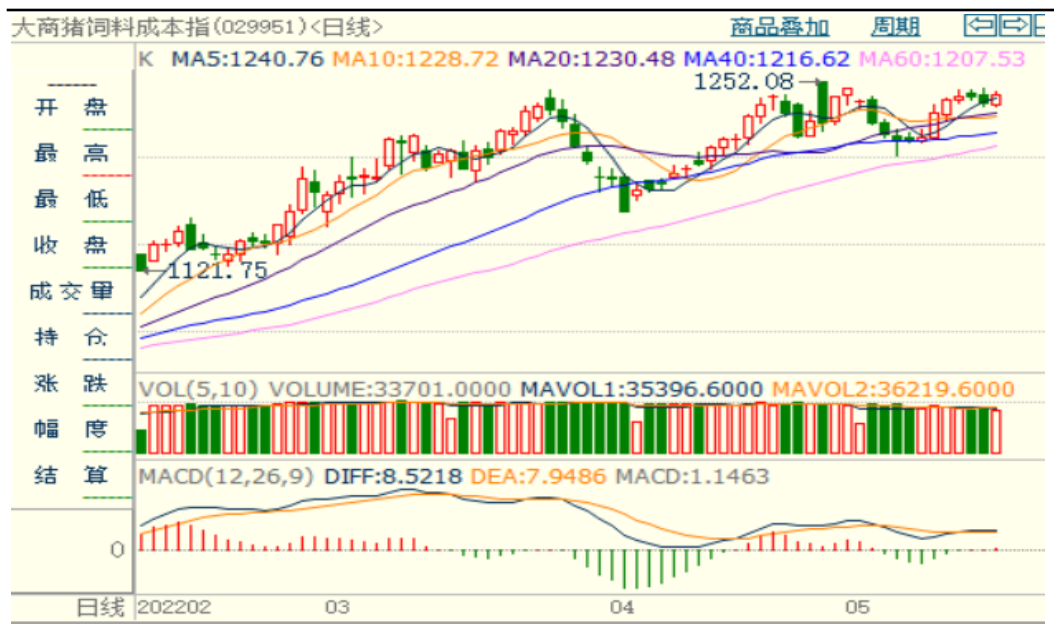 大商猪饲料成本指(029951)<日线> 商品叠加 周期
K MA5:1240.76 MA10:1228.72 MA20:1230.48 MA40:1216.62 MA60:1207.53
1252.08
开盘
最高
最低
收盘
1121.75
成交量
持仓
涨跌
VOL(5,10) VOLUME:33701.0000 MAVOL1:35396.6000 MAVOL2:36219.6000
幅度
结算
MACD(12,26,9) DIFF:8.5218 DEA:7.9486 MACD:1.1463
0
日线 202202 03 04 05